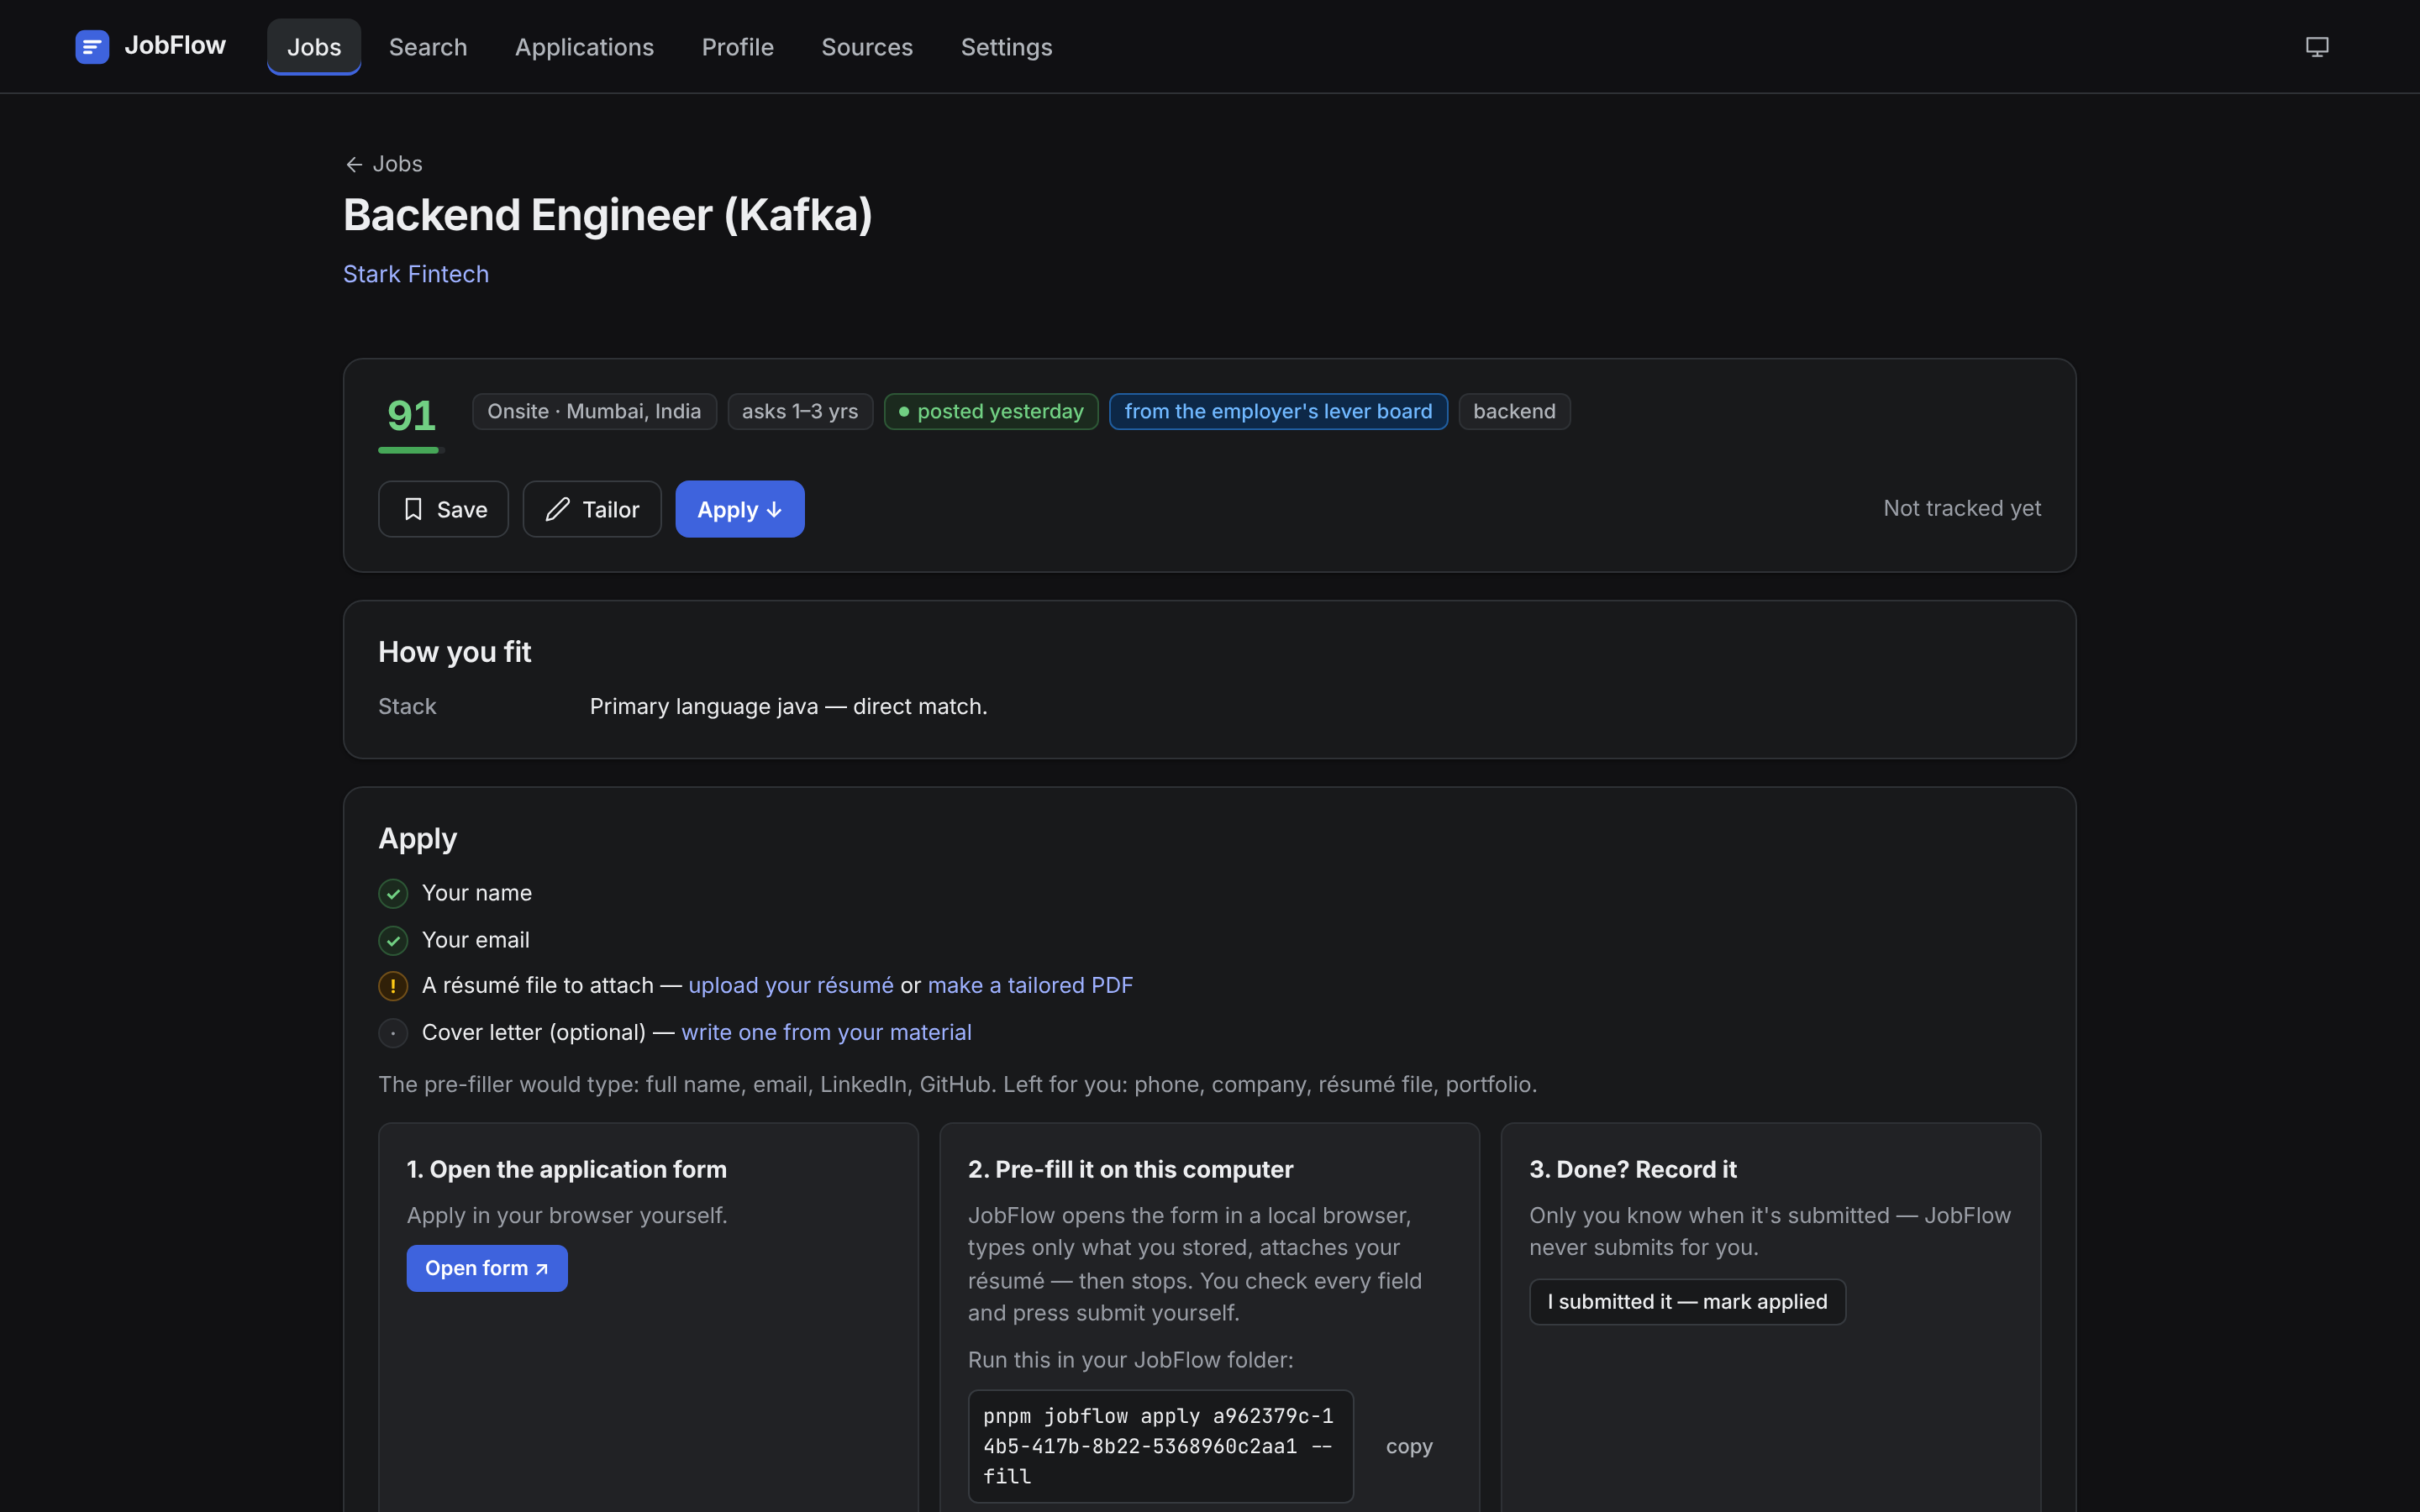 JobFlow
Jobs
Search
Applications
Profile
Sources
Settings
← Jobs
Backend Engineer (Kafka)
Stark Fintech
91
Onsite · Mumbai, India
asks 1–3 yrs
posted yesterday
from the employer's lever board
backend
Save
Tailor
Apply ↓
Not tracked yet
How you fit
Stack
Primary language java — direct match.
Apply
Your name
Your email
A résumé file to attach — upload your résumé or make a tailored PDF
Cover letter (optional) — write one from your material
The pre-filler would type: full name, email, LinkedIn, GitHub. Left for you: phone, company, résumé file, portfolio.
1. Open the application form
Apply in your browser yourself.
Open form ↗
2. Pre-fill it on this computer
JobFlow opens the form in a local browser,
types only what you stored, attaches your
résumé — then stops. You check every field
and press submit yourself.
Run this in your JobFlow folder:
pnpm jobflow apply a962379c-1
4b5-417b-8b22-5368960c2aa1 --
fill
copy
3. Done? Record it
Only you know when it's submitted — JobFlow
never submits for you.
I submitted it — mark applied